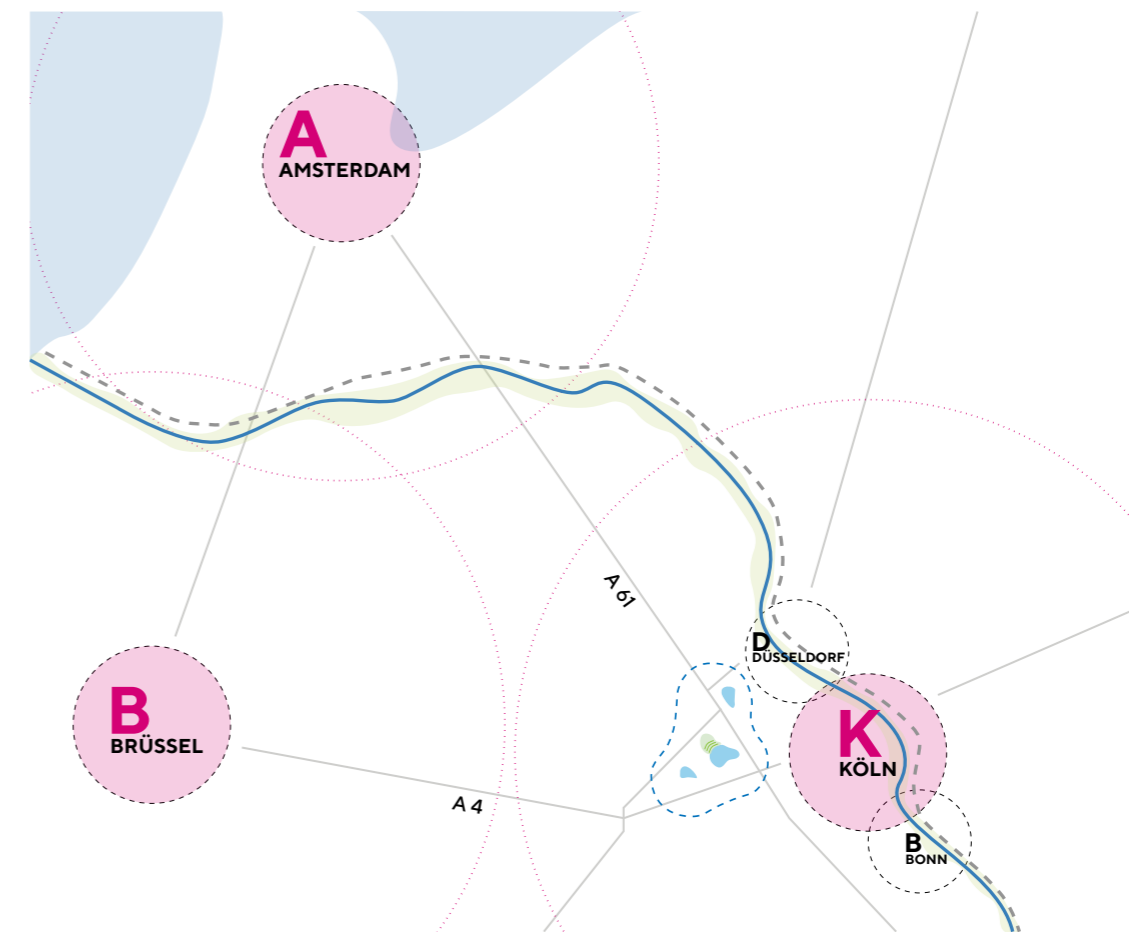 A
AMSTERDAM
A 61
D
DÜSSELDORF
B
BRÜSSEL
K
KÖLN
A 4
B
BONN